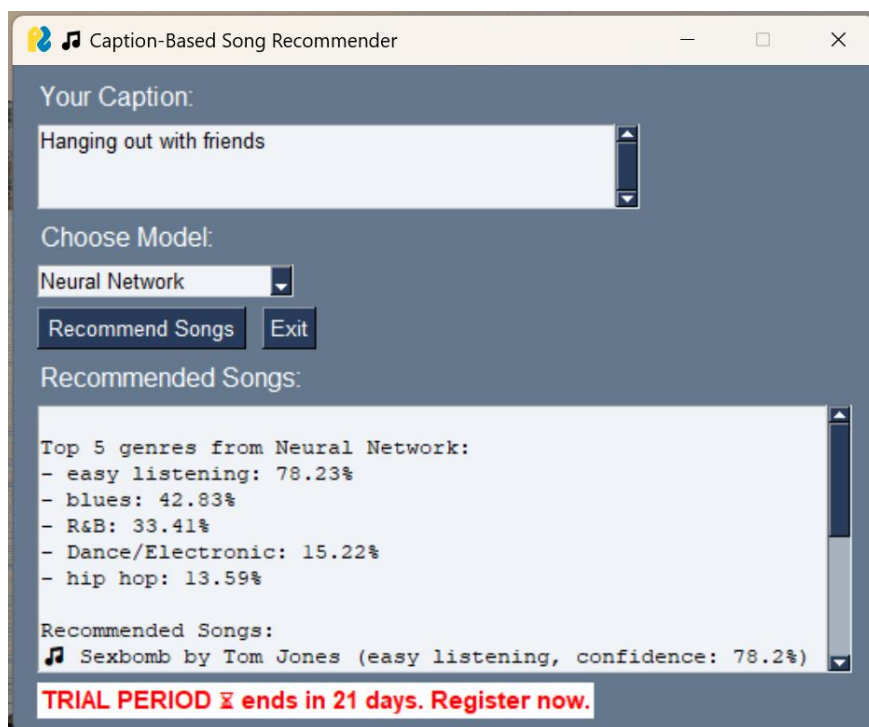 🎵 Caption-Based Song Recommender
Your Caption:
Hanging out with friends
Choose Model:
Neural Network
Recommend Songs Exit
Recommended Songs:
Top 5 genres from Neural Network:
- easy listening: 78.23%
- blues: 42.83%
- R&B: 33.41%
- Dance/Electronic: 15.22%
- hip hop: 13.59%
Recommended Songs:
🎵 Sexbomb by Tom Jones (easy listening, confidence: 78.2%)
TRIAL PERIOD ⌛ ends in 21 days. Register now.